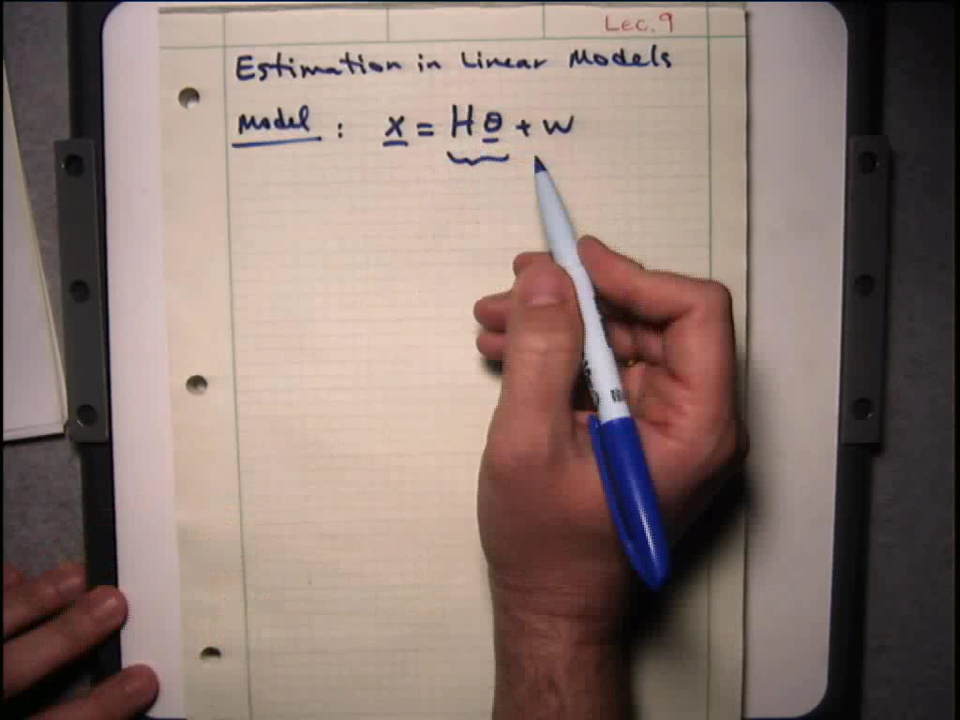 Lec. 9
Estimation in Linear Models
Model : x = Hθ + w